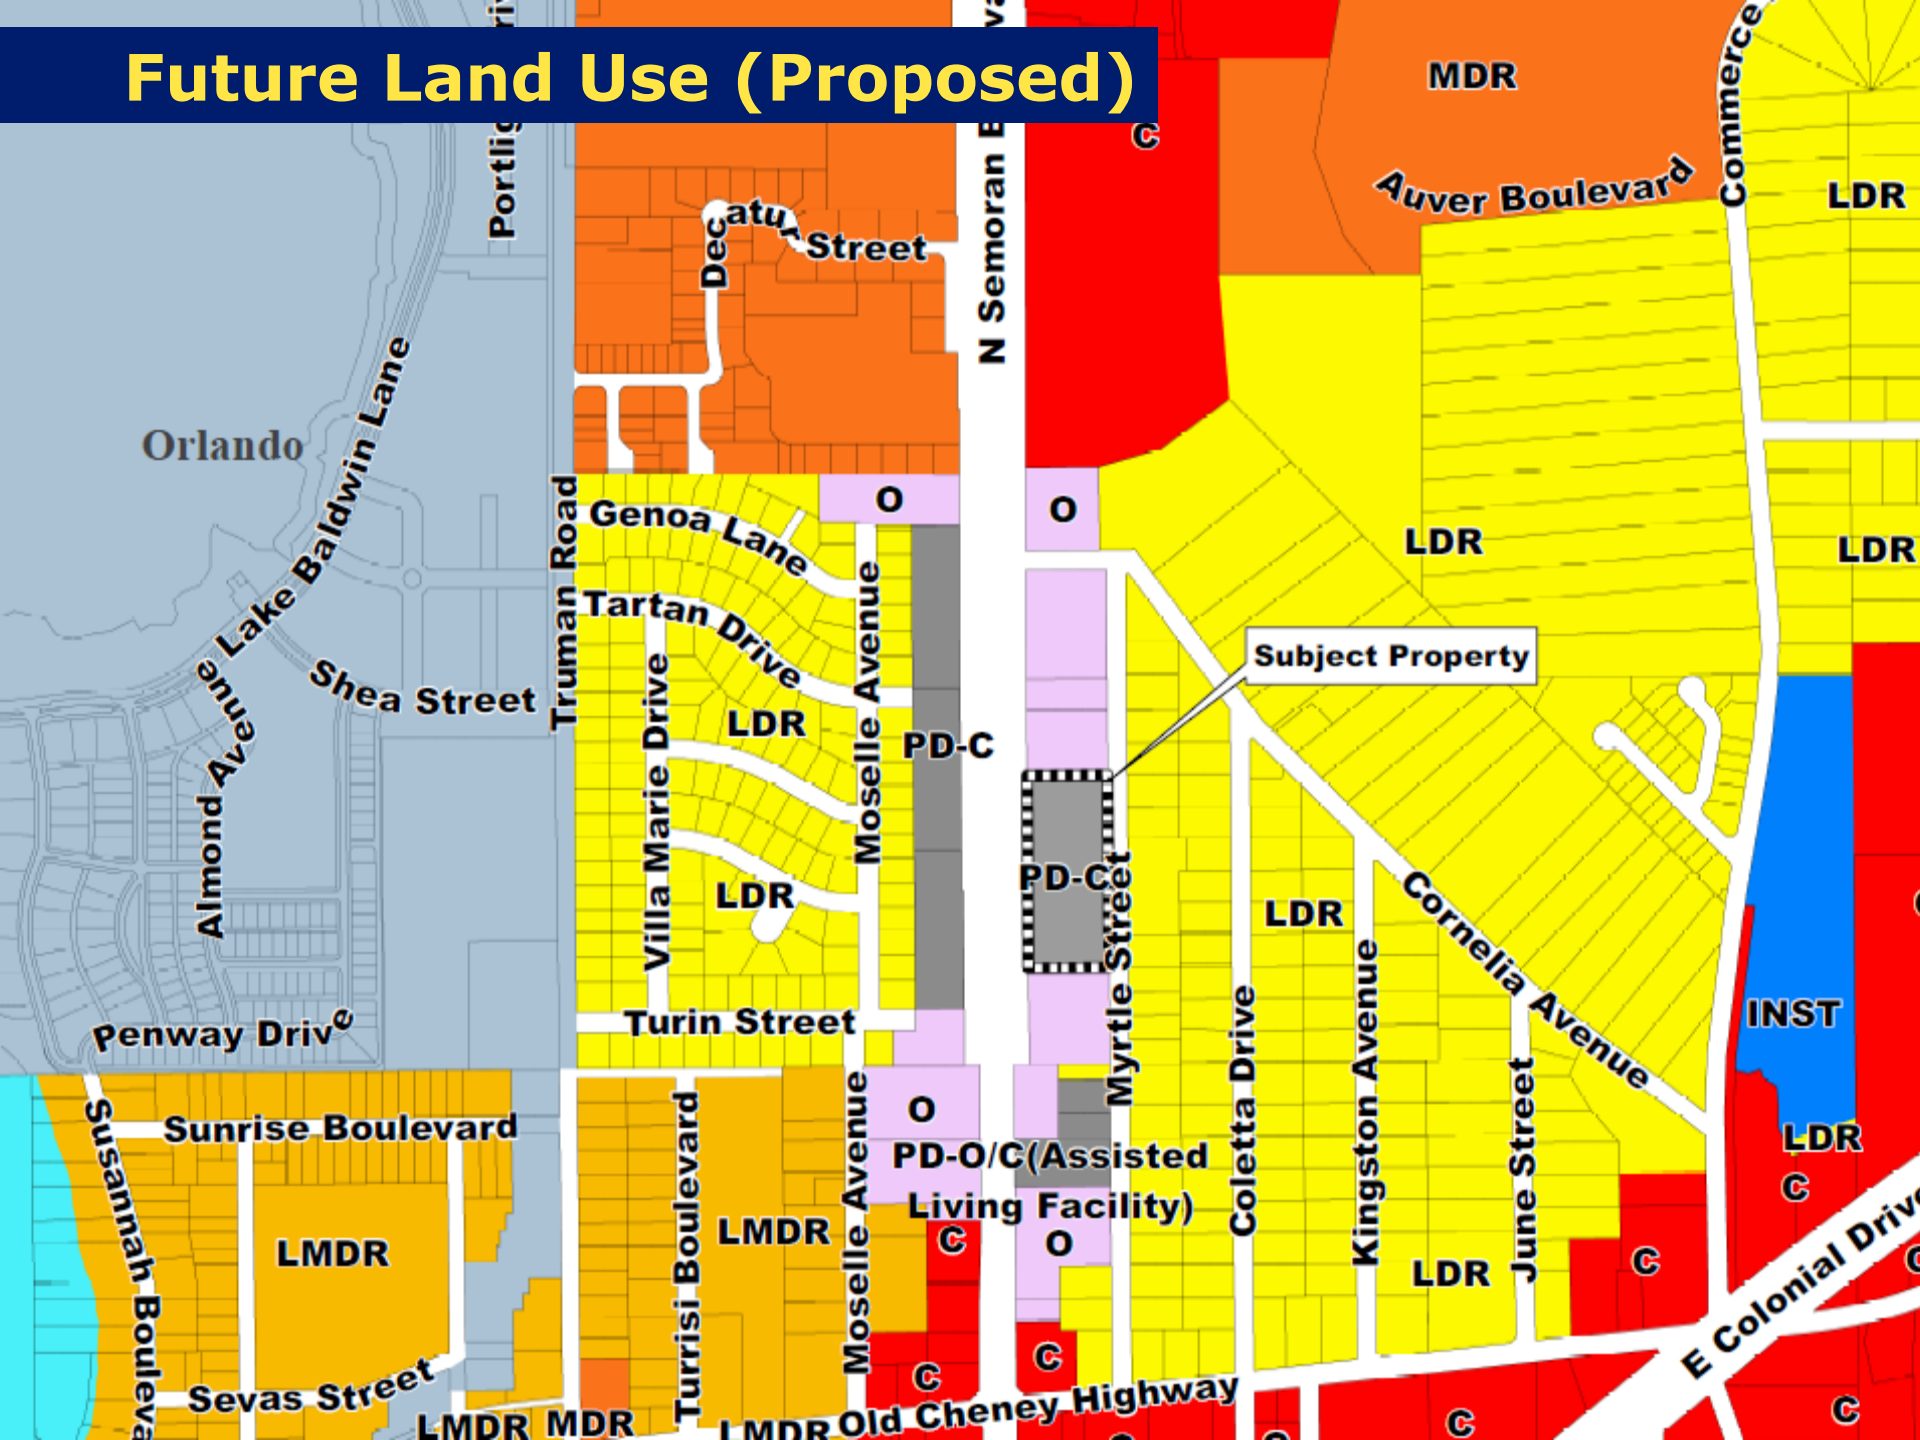 Future Land Use (Proposed)
MDR
C
Commerce
Auver Boulevard
LDR
Decatur Street
N Semoran
Lake Baldwin Lane
Orlando
O
O
Genoa Lane
Truman Road
LDR
LDR
Tartan Drive
Moselle Avenue
Subject Property
Shea Street
Almond Avenue
Villa Marie Drive
LDR
PD-C
PD-C
Myrtle Street
LDR
LDR
Cornelia Avenue
Kingston Avenue
Coletta Drive
INST
Turin Street
Penway Drive
Sunrise Boulevard
Susannah
O
PD-O/C(Assisted
Living Facility)
June Street
LDR
C
Turrisi Boulevard
Moselle Avenue
LMDR
LMDR
C
O
LDR
C
E Colonial Drive
C
C
Sevas Street
Old Cheney Highway
LMDR
MDR
LMDR
C
C